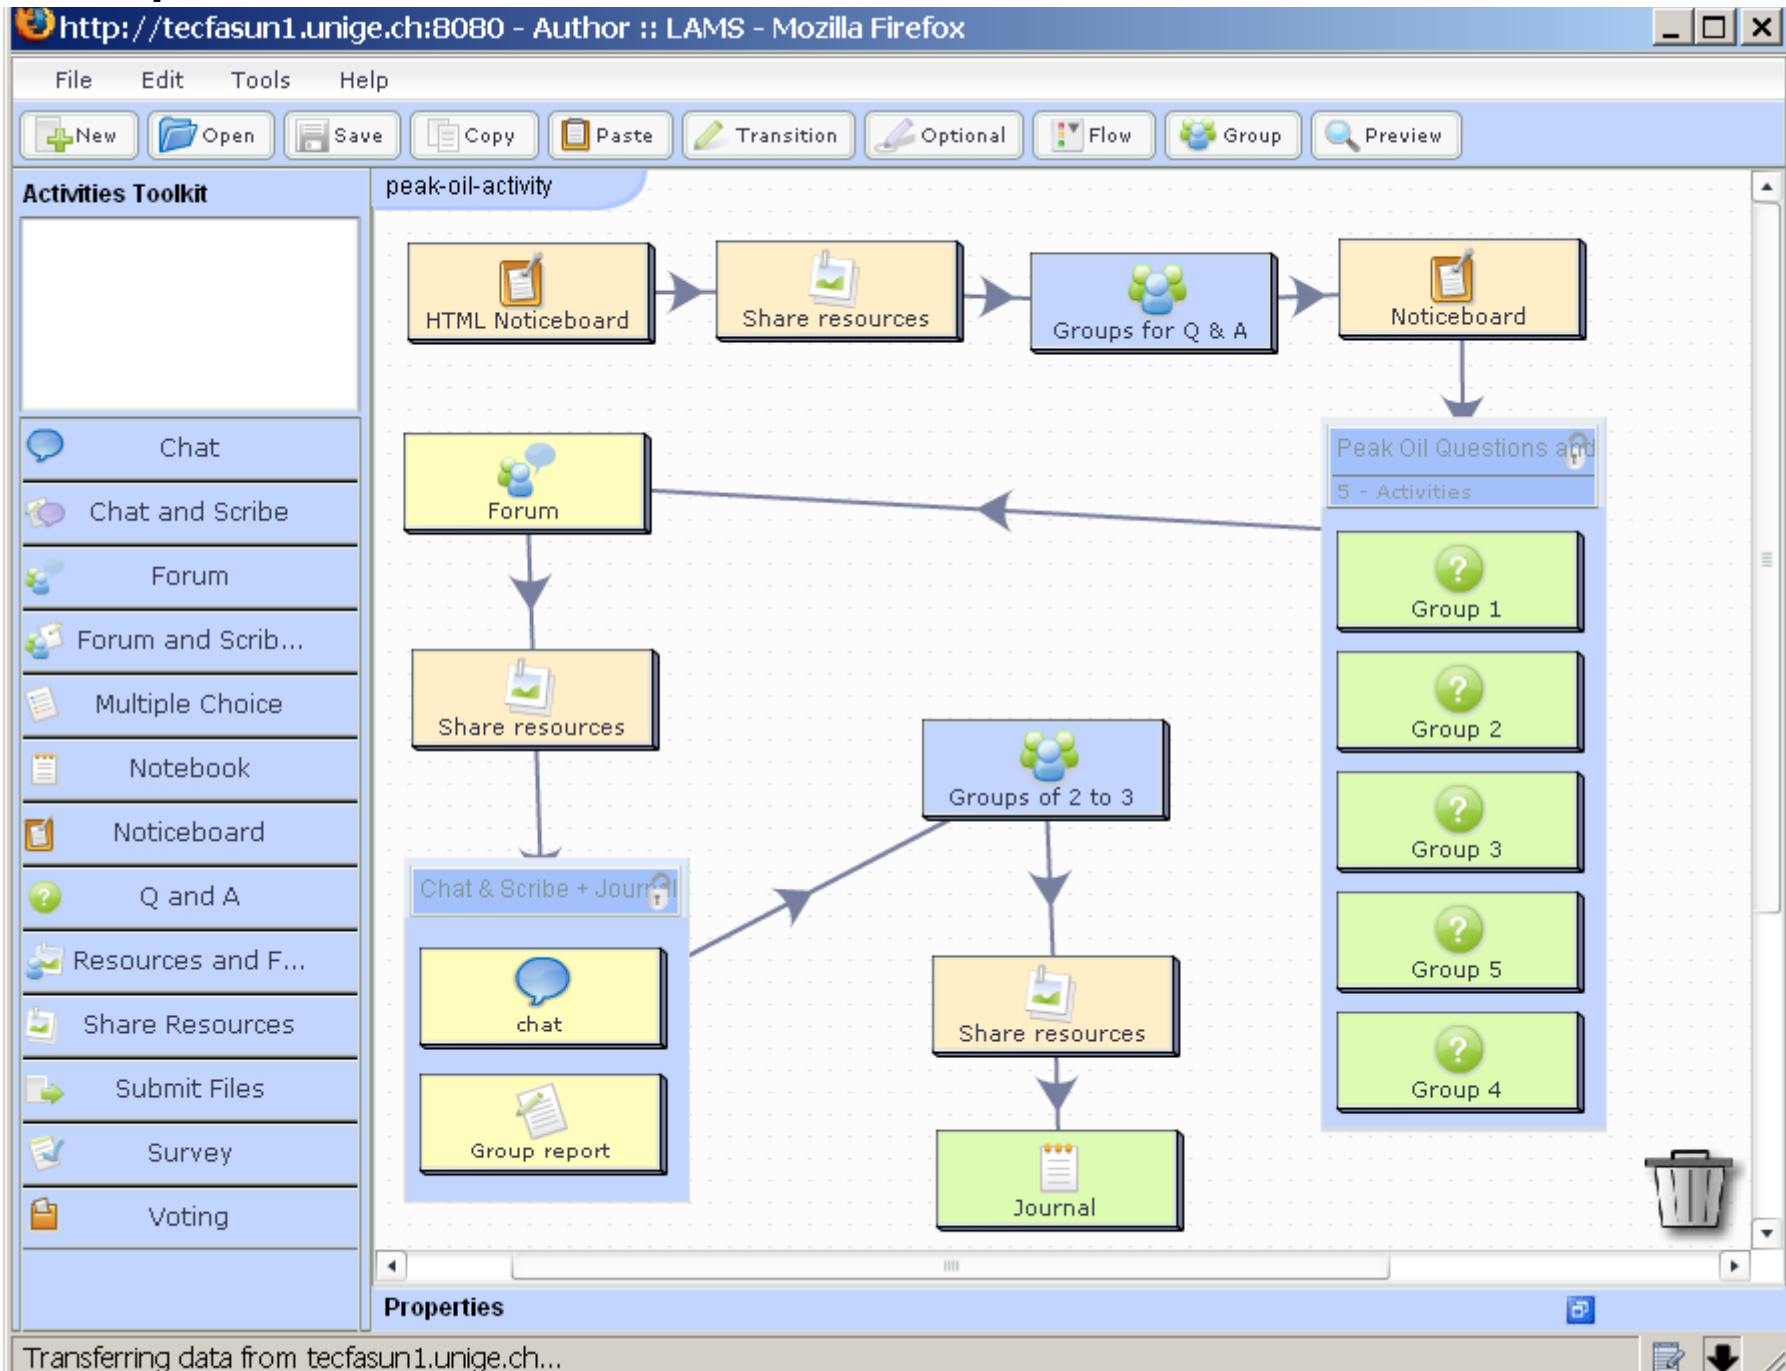 http://tecfasun1.unige.ch:8080 - Author :: LAMS - Mozilla Firefox
File Edit Tools Help
New Open Save Copy Paste Transition Optional Flow Group Preview
Activities Toolkit
peak-oil-activity
HTML Noticeboard
Share resources
Groups for Q & A
Noticeboard
Chat
Chat and Scribe
Forum
Forum and Scrib...
Multiple Choice
Notebook
Noticeboard
Q and A
Resources and F...
Share Resources
Submit Files
Survey
Voting
Peak Oil Questions and
5 - Activities
Group 1
Group 2
Group 3
Group 5
Group 4
Forum
Share resources
Chat & Scribe + Journal
chat
Group report
Groups of 2 to 3
Share resources
Journal
Properties
Transferring data from tecfasun1.unige.ch...